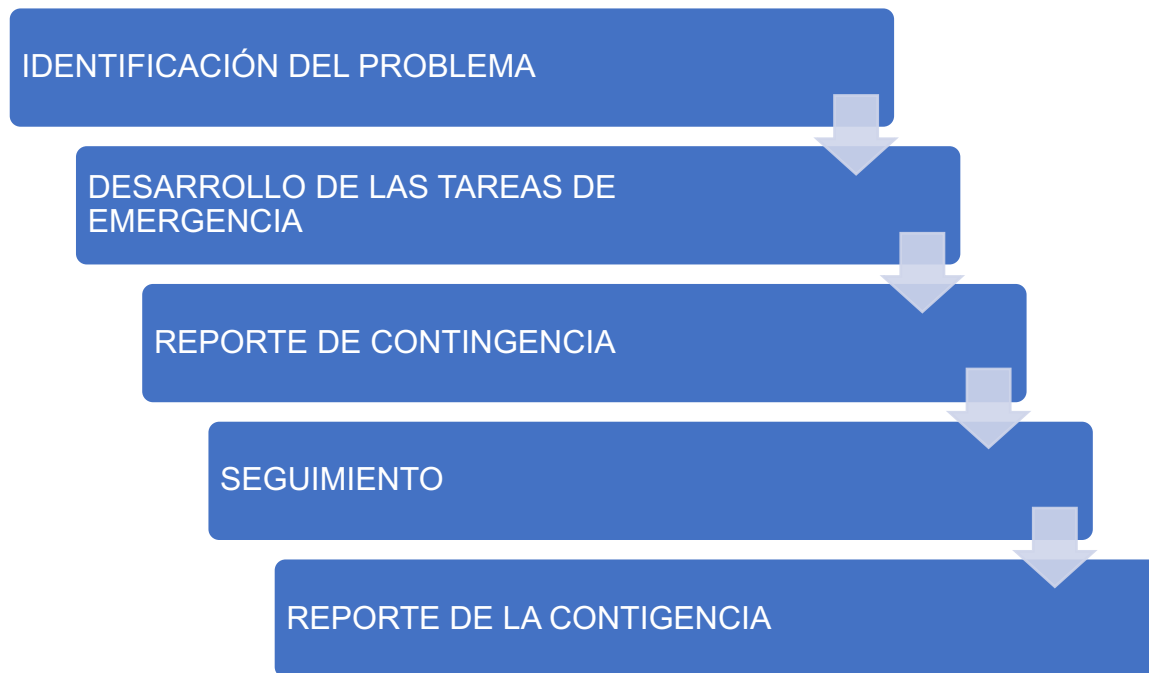 IDENTIFICACIÓN DEL PROBLEMA
DESARROLLO DE LAS TAREAS DE
EMERGENCIA
REPORTE DE CONTINGENCIA
SEGUIMIENTO
REPORTE DE LA CONTIGENCIA